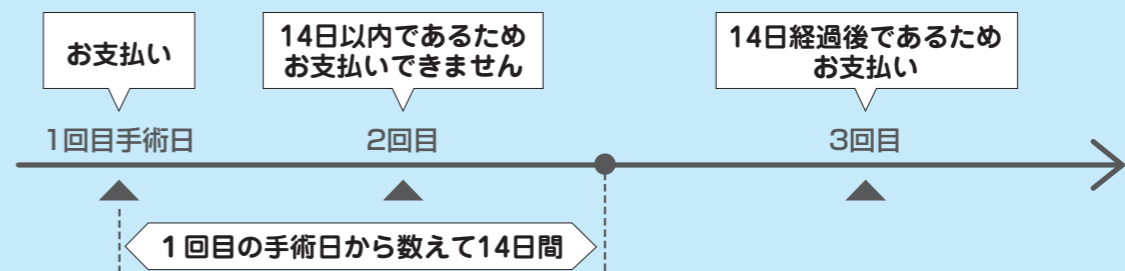 お支払い
14日以内であるため
お支払いできません
14日経過後であるため
お支払い
1回目手術日
2回目
3回目
1回目の手術日から数えて14日間